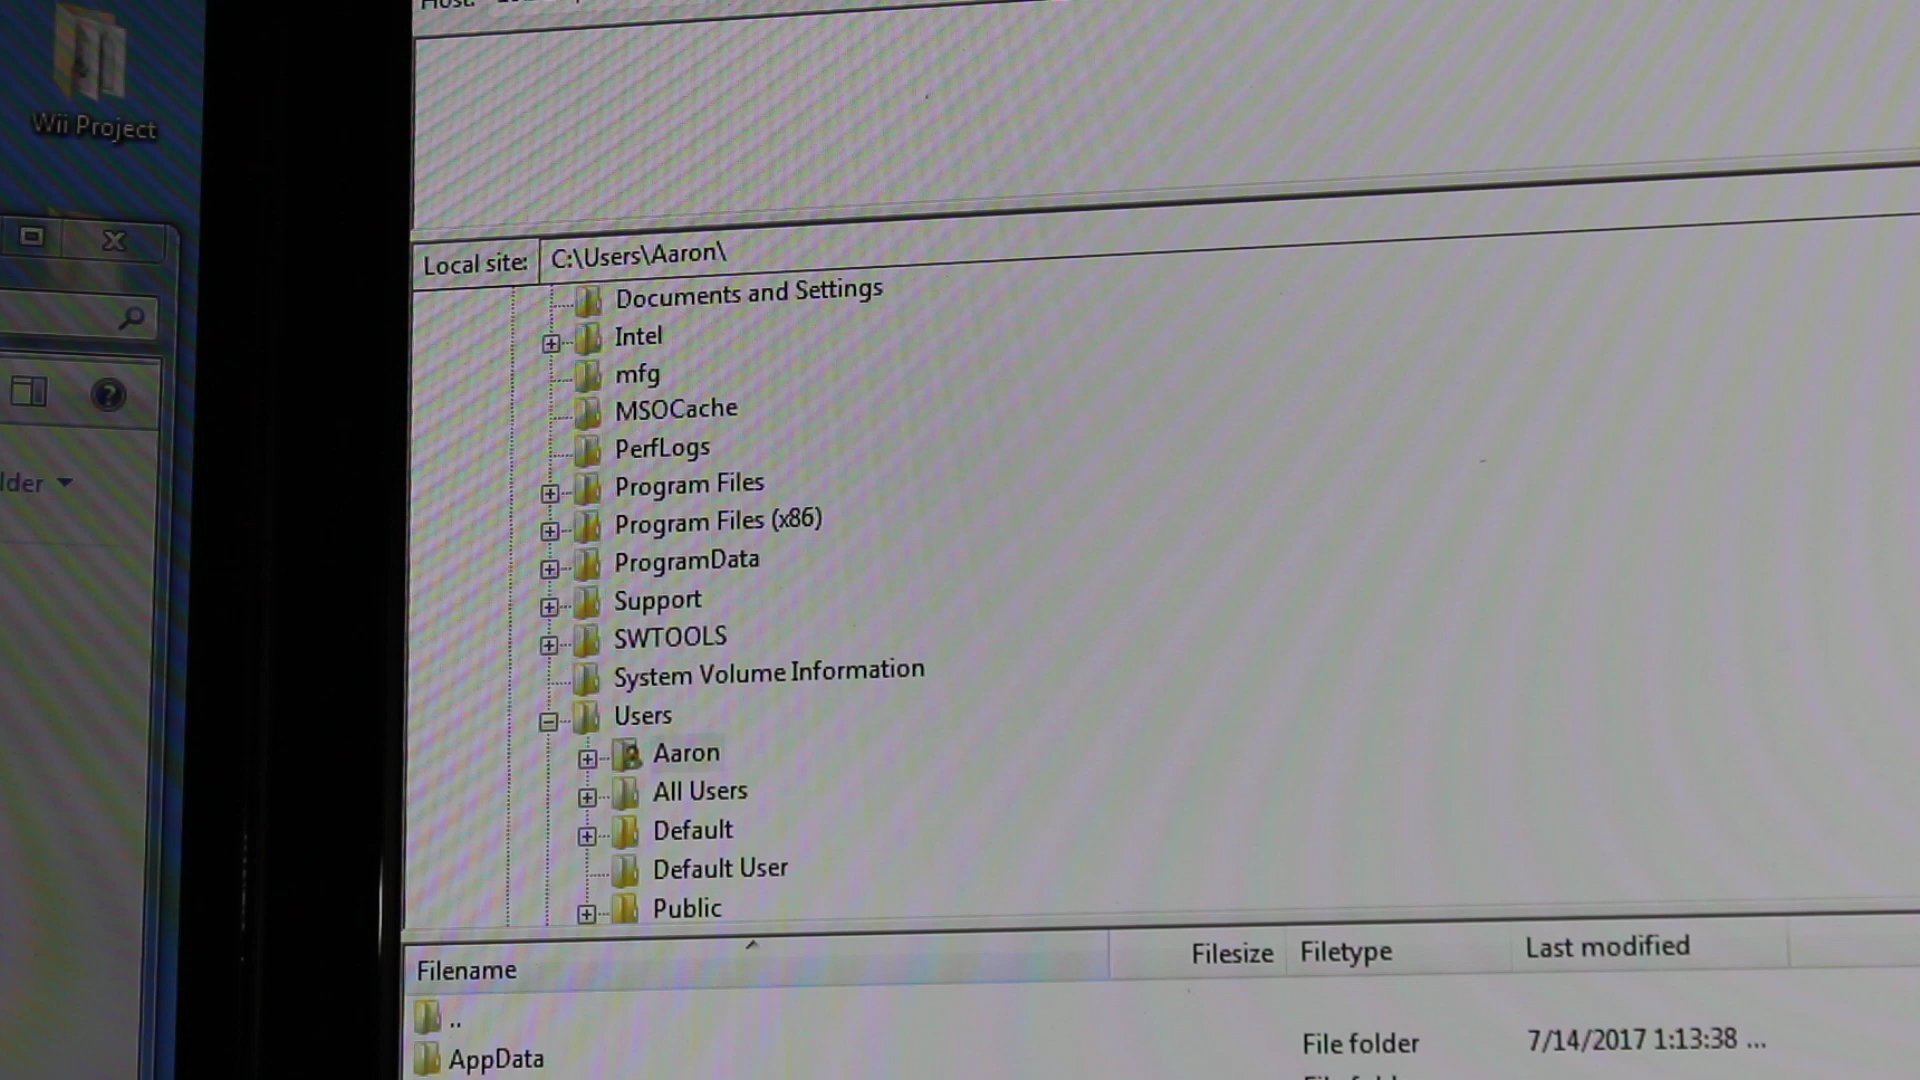 Host:
Wii Project
Local site: C:\Users\Aaron\
Documents and Settings
Intel
mfg
MSOCache
PerfLogs
lder
Program Files
Program Files (x86)
ProgramData
Support
SWTOOLS
System Volume Information
Users
Aaron
All Users
Default
Default User
Public
Filename Filesize Filetype Last modified
..
AppData File folder 7/14/2017 1:13:38 ...